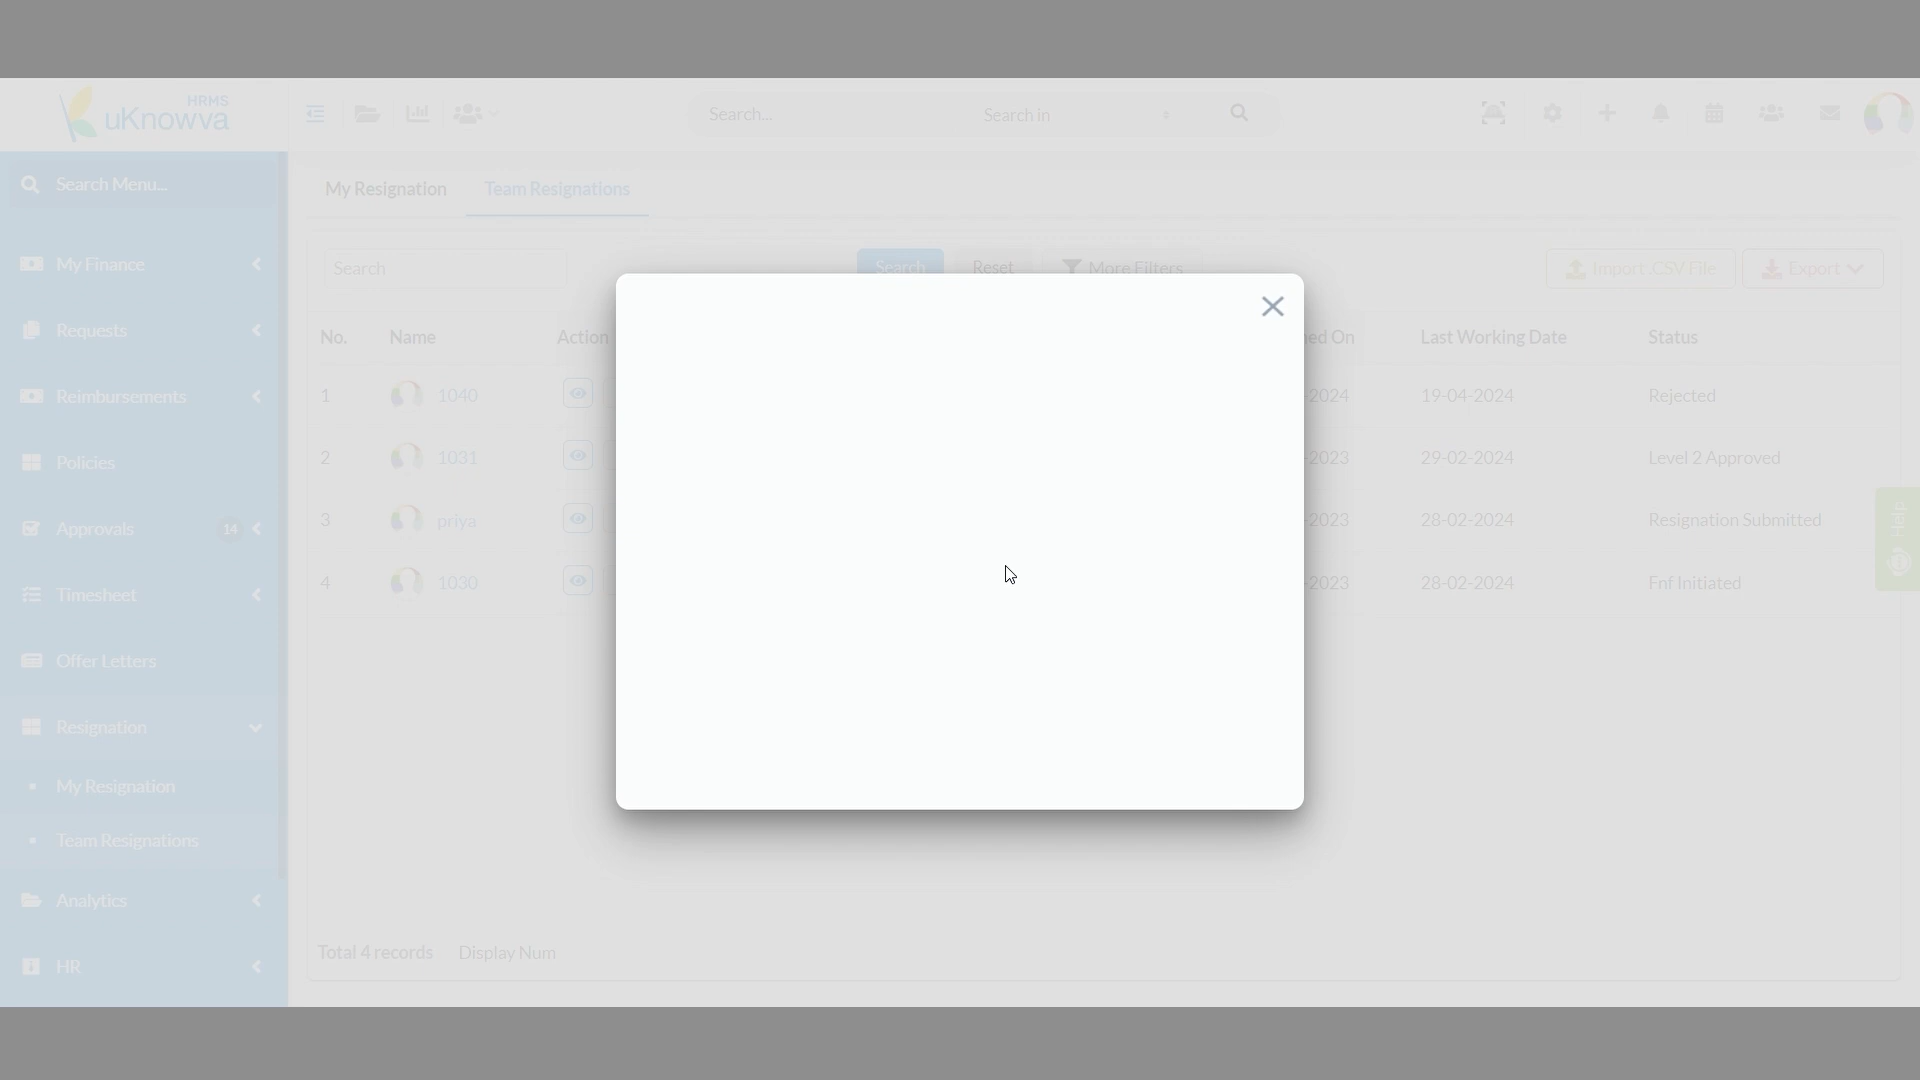 HRMS
uKnowva
Search...
Search in
Search Menu...
My Finance
Requests
Reimbursements
Policies
Approvals 14
Timesheet
Offer Letters
Resignation
My Resignation
Team Resignations
Analytics
HR
My Resignation Team Resignations
Search Search Reset More Filters Import .CSV File Export
No. Name Action ed On Last Working Date Status
1 1040 -2024 19-04-2024 Rejected
2 1031 -2023 29-02-2024 Level 2 Approved
3 priya -2023 28-02-2024 Resignation Submitted
4 1030 -2023 28-02-2024 Fnf Initiated
Help
Total 4 records Display Num